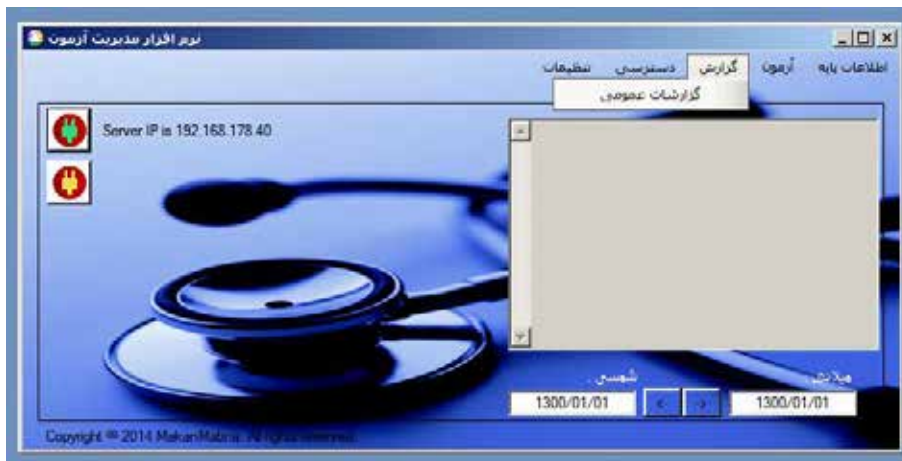 نرم افزار مدیریت آزمون
اطلاعات پایه آزمون گزارش دسترسی تنظیمات
گزارشات عمومی
Server IP is 192.168.178.40
میلادی شمسی
1300/01/01 < > 1300/01/01
Copyright © 2014 MakanMabna. All rights reserved.